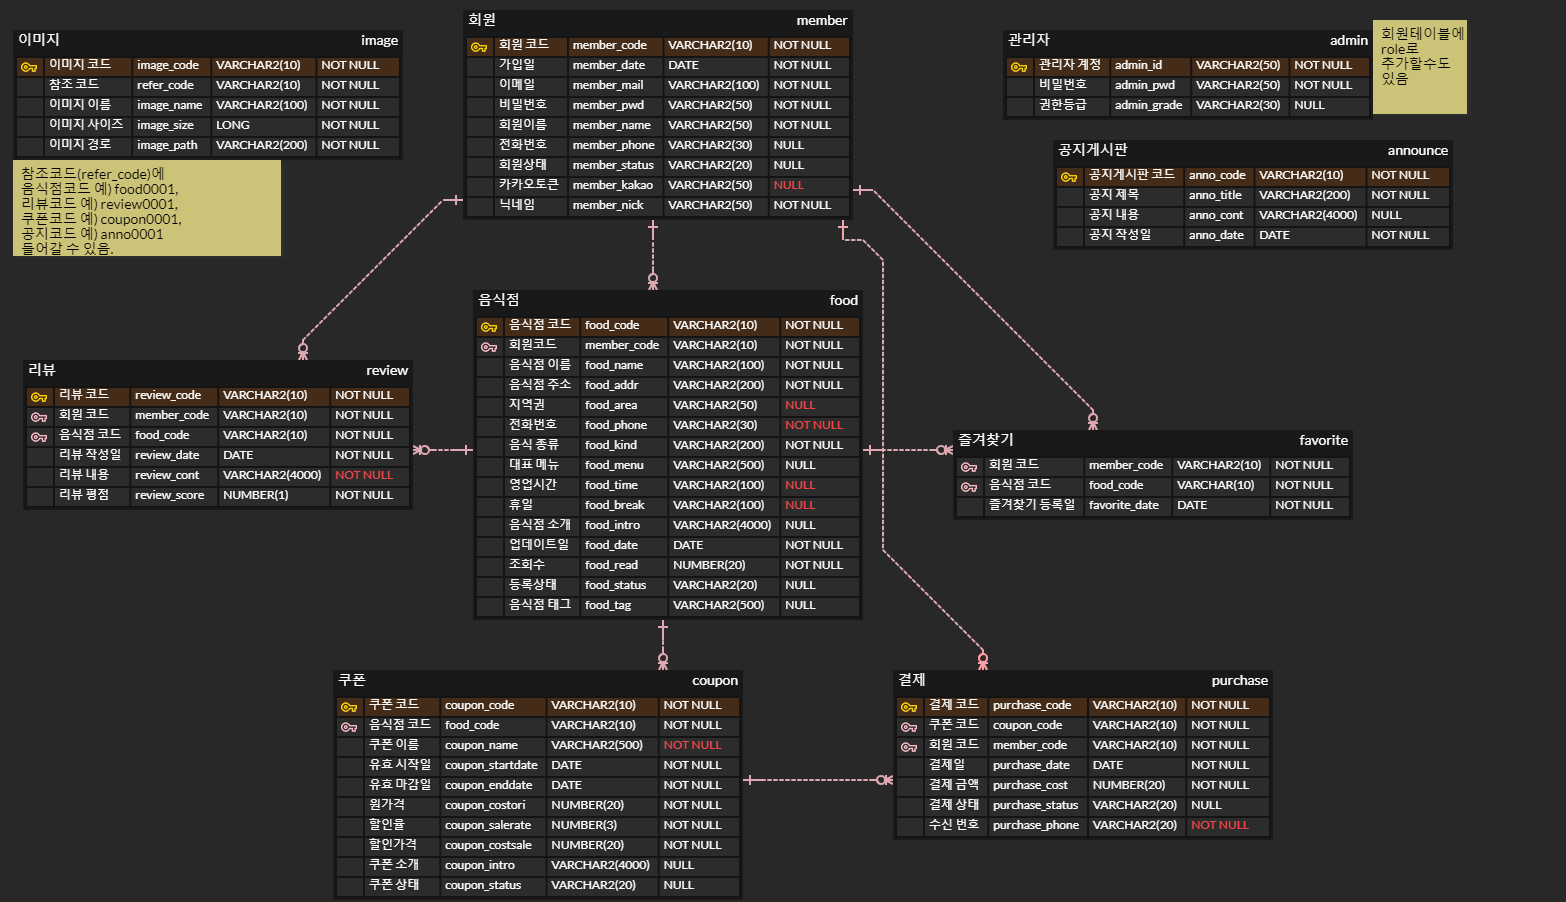 이미지 image
이미지 코드 image_code VARCHAR2(10) NOT NULL
참조 코드 refer_code VARCHAR2(10) NOT NULL
이미지 이름 image_name VARCHAR2(100) NOT NULL
이미지 사이즈 image_size LONG NOT NULL
이미지 경로 image_path VARCHAR2(200) NOT NULL
참조코드(refer_code)에
음식점코드 예) food0001,
리뷰코드 예) review0001,
쿠폰코드 예) coupon0001,
공지코드 예) anno0001
들어갈 수 있음.
회원 member
회원 코드 member_code VARCHAR2(10) NOT NULL
가입일 member_date DATE NOT NULL
이메일 member_mail VARCHAR2(100) NOT NULL
비밀번호 member_pwd VARCHAR2(50) NOT NULL
회원이름 member_name VARCHAR2(50) NOT NULL
전화번호 member_phone VARCHAR2(30) NULL
회원상태 member_status VARCHAR2(20) NULL
카카오토큰 member_kakao VARCHAR2(50) NULL
닉네임 member_nick VARCHAR2(50) NOT NULL
관리자 admin
관리자 계정 admin_id VARCHAR2(50) NOT NULL
비밀번호 admin_pwd VARCHAR2(50) NOT NULL
권한등급 admin_grade VARCHAR2(30) NULL
회원테이블에
role로
추가할수도
있음
공지게시판 announce
공지게시판 코드 anno_code VARCHAR2(10) NOT NULL
공지 제목 anno_title VARCHAR2(200) NOT NULL
공지 내용 anno_cont VARCHAR2(4000) NULL
공지 작성일 anno_date DATE NOT NULL
음식점 food
음식점 코드 food_code VARCHAR2(10) NOT NULL
회원코드 member_code VARCHAR2(10) NOT NULL
음식점 이름 food_name VARCHAR2(100) NOT NULL
음식점 주소 food_addr VARCHAR2(200) NOT NULL
지역권 food_area VARCHAR2(50) NULL
전화번호 food_phone VARCHAR2(30) NOT NULL
음식 종류 food_kind VARCHAR2(200) NOT NULL
대표 메뉴 food_menu VARCHAR2(500) NULL
영업시간 food_time VARCHAR2(100) NULL
휴일 food_break VARCHAR2(100) NULL
음식점 소개 food_intro VARCHAR2(4000) NULL
업데이트일 food_date DATE NOT NULL
조회수 food_read NUMBER(20) NOT NULL
등록상태 food_status VARCHAR2(20) NULL
음식점 태그 food_tag VARCHAR2(500) NULL
리뷰 review
리뷰 코드 review_code VARCHAR2(10) NOT NULL
회원 코드 member_code VARCHAR2(10) NOT NULL
음식점 코드 food_code VARCHAR2(10) NOT NULL
리뷰 작성일 review_date DATE NOT NULL
리뷰 내용 review_cont VARCHAR2(4000) NOT NULL
리뷰 평점 review_score NUMBER(1) NOT NULL
즐겨찾기 favorite
회원 코드 member_code VARCHAR2(10) NOT NULL
음식점 코드 food_code VARCHAR(10) NOT NULL
즐겨찾기 등록일 favorite_date DATE NOT NULL
쿠폰 coupon
쿠폰 코드 coupon_code VARCHAR2(10) NOT NULL
음식점 코드 food_code VARCHAR2(10) NOT NULL
쿠폰 이름 coupon_name VARCHAR2(500) NOT NULL
유효 시작일 coupon_startdate DATE NOT NULL
유효 마감일 coupon_enddate DATE NOT NULL
원가격 coupon_costori NUMBER(20) NOT NULL
할인율 coupon_salerate NUMBER(3) NOT NULL
할인가격 coupon_costsale NUMBER(20) NOT NULL
쿠폰 소개 coupon_intro VARCHAR2(4000) NULL
쿠폰 상태 coupon_status VARCHAR2(20) NULL
결제 purchase
결제 코드 purchase_code VARCHAR2(10) NOT NULL
쿠폰 코드 coupon_code VARCHAR2(10) NOT NULL
회원 코드 member_code VARCHAR2(10) NOT NULL
결제일 purchase_date DATE NOT NULL
결제 금액 purchase_cost NUMBER(20) NOT NULL
결제 상태 purchase_status VARCHAR2(20) NULL
수신 번호 purchase_phone VARCHAR2(20) NOT NULL